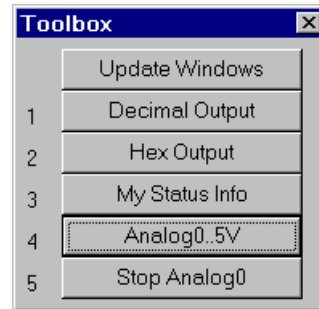 Toolbox
Update Windows
1 Decimal Output
2 Hex Output
3 My Status Info
4 Analog0..5V
5 Stop Analog0